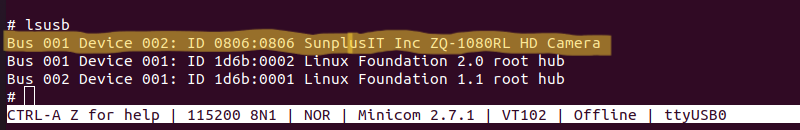 # lsusb
Bus 001 Device 002: ID 0806:0806 SunplusIT Inc ZQ-1080RL HD Camera
Bus 001 Device 001: ID 1d6b:0002 Linux Foundation 2.0 root hub
Bus 002 Device 001: ID 1d6b:0001 Linux Foundation 1.1 root hub
#
CTRL-A Z for help | 115200 8N1 | NOR | Minicom 2.7.1 | VT102 | Offline | ttyUSB0